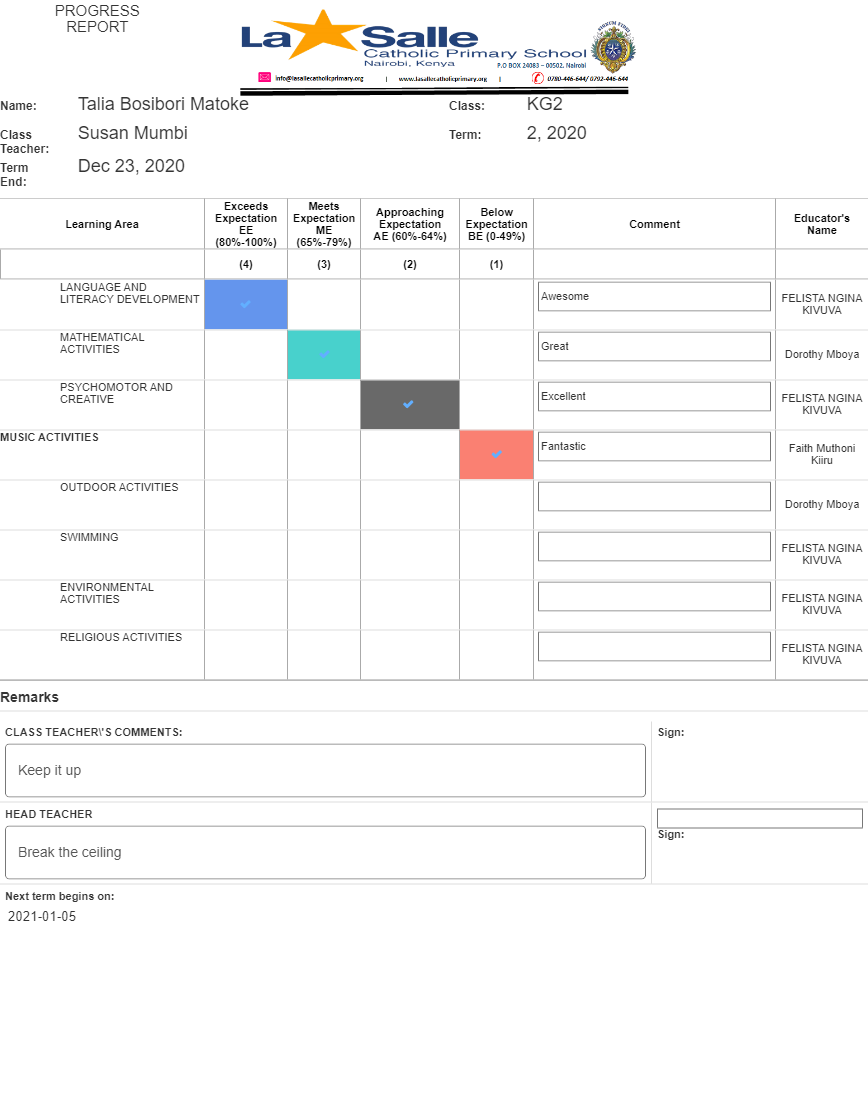 PROGRESS
REPORT
La Salle
Catholic Primary School
Nairobi, Kenya
P.O BOX 24083 – 00502, Nairobi
info@lasallecatholicprimary.org | www.lasallecatholicprimary.org | 0780-446-644/ 0792-446-644
Name: Talia Bosibori Matoke Class: KG2
Class Teacher: Susan Mumbi Term: 2, 2020
Term End: Dec 23, 2020
Learning Area Exceeds Expectation EE (80%-100%) Meets Expectation ME (65%-79%) Approaching Expectation AE (60%-64%) Below Expectation BE (0-49%) Comment Educator's Name
(4) (3) (2) (1)
LANGUAGE AND LITERACY DEVELOPMENT Awesome FELISTA NGINA KIVUVA
MATHEMATICAL ACTIVITIES Great Dorothy Mboya
PSYCHOMOTOR AND CREATIVE Excellent FELISTA NGINA KIVUVA
MUSIC ACTIVITIES Fantastic Faith Muthoni Kiiru
OUTDOOR ACTIVITIES Dorothy Mboya
SWIMMING FELISTA NGINA KIVUVA
ENVIRONMENTAL ACTIVITIES FELISTA NGINA KIVUVA
RELIGIOUS ACTIVITIES FELISTA NGINA KIVUVA
Remarks
CLASS TEACHER\'S COMMENTS: Sign:
Keep it up
HEAD TEACHER
Sign:
Break the ceiling
Next term begins on:
2021-01-05